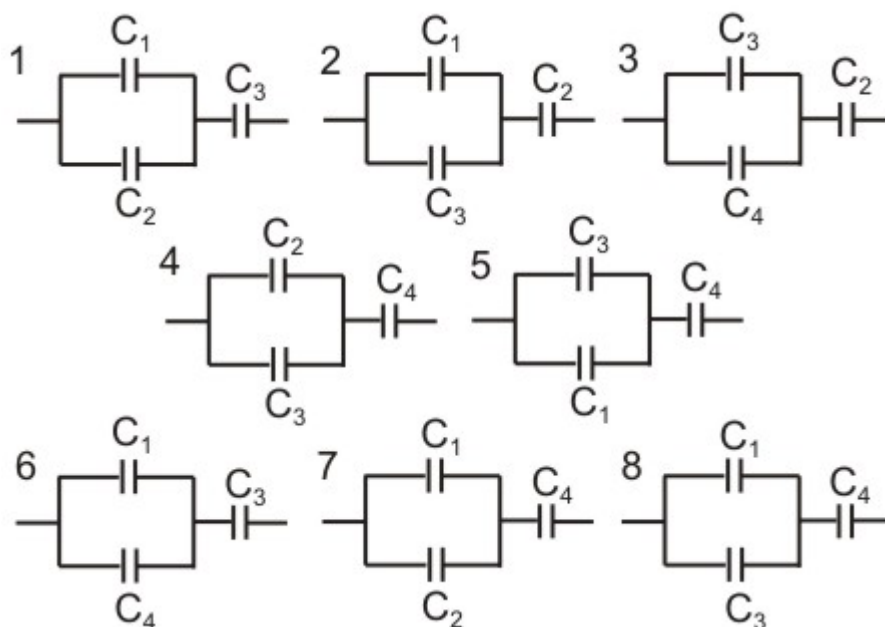 1 C₁ C₃ C₂
2 C₁ C₂ C₃
3 C₃ C₂ C₄
4 C₂ C₄ C₃
5 C₃ C₄ C₁
6 C₁ C₃ C₄
7 C₁ C₄ C₂
8 C₁ C₄ C₃